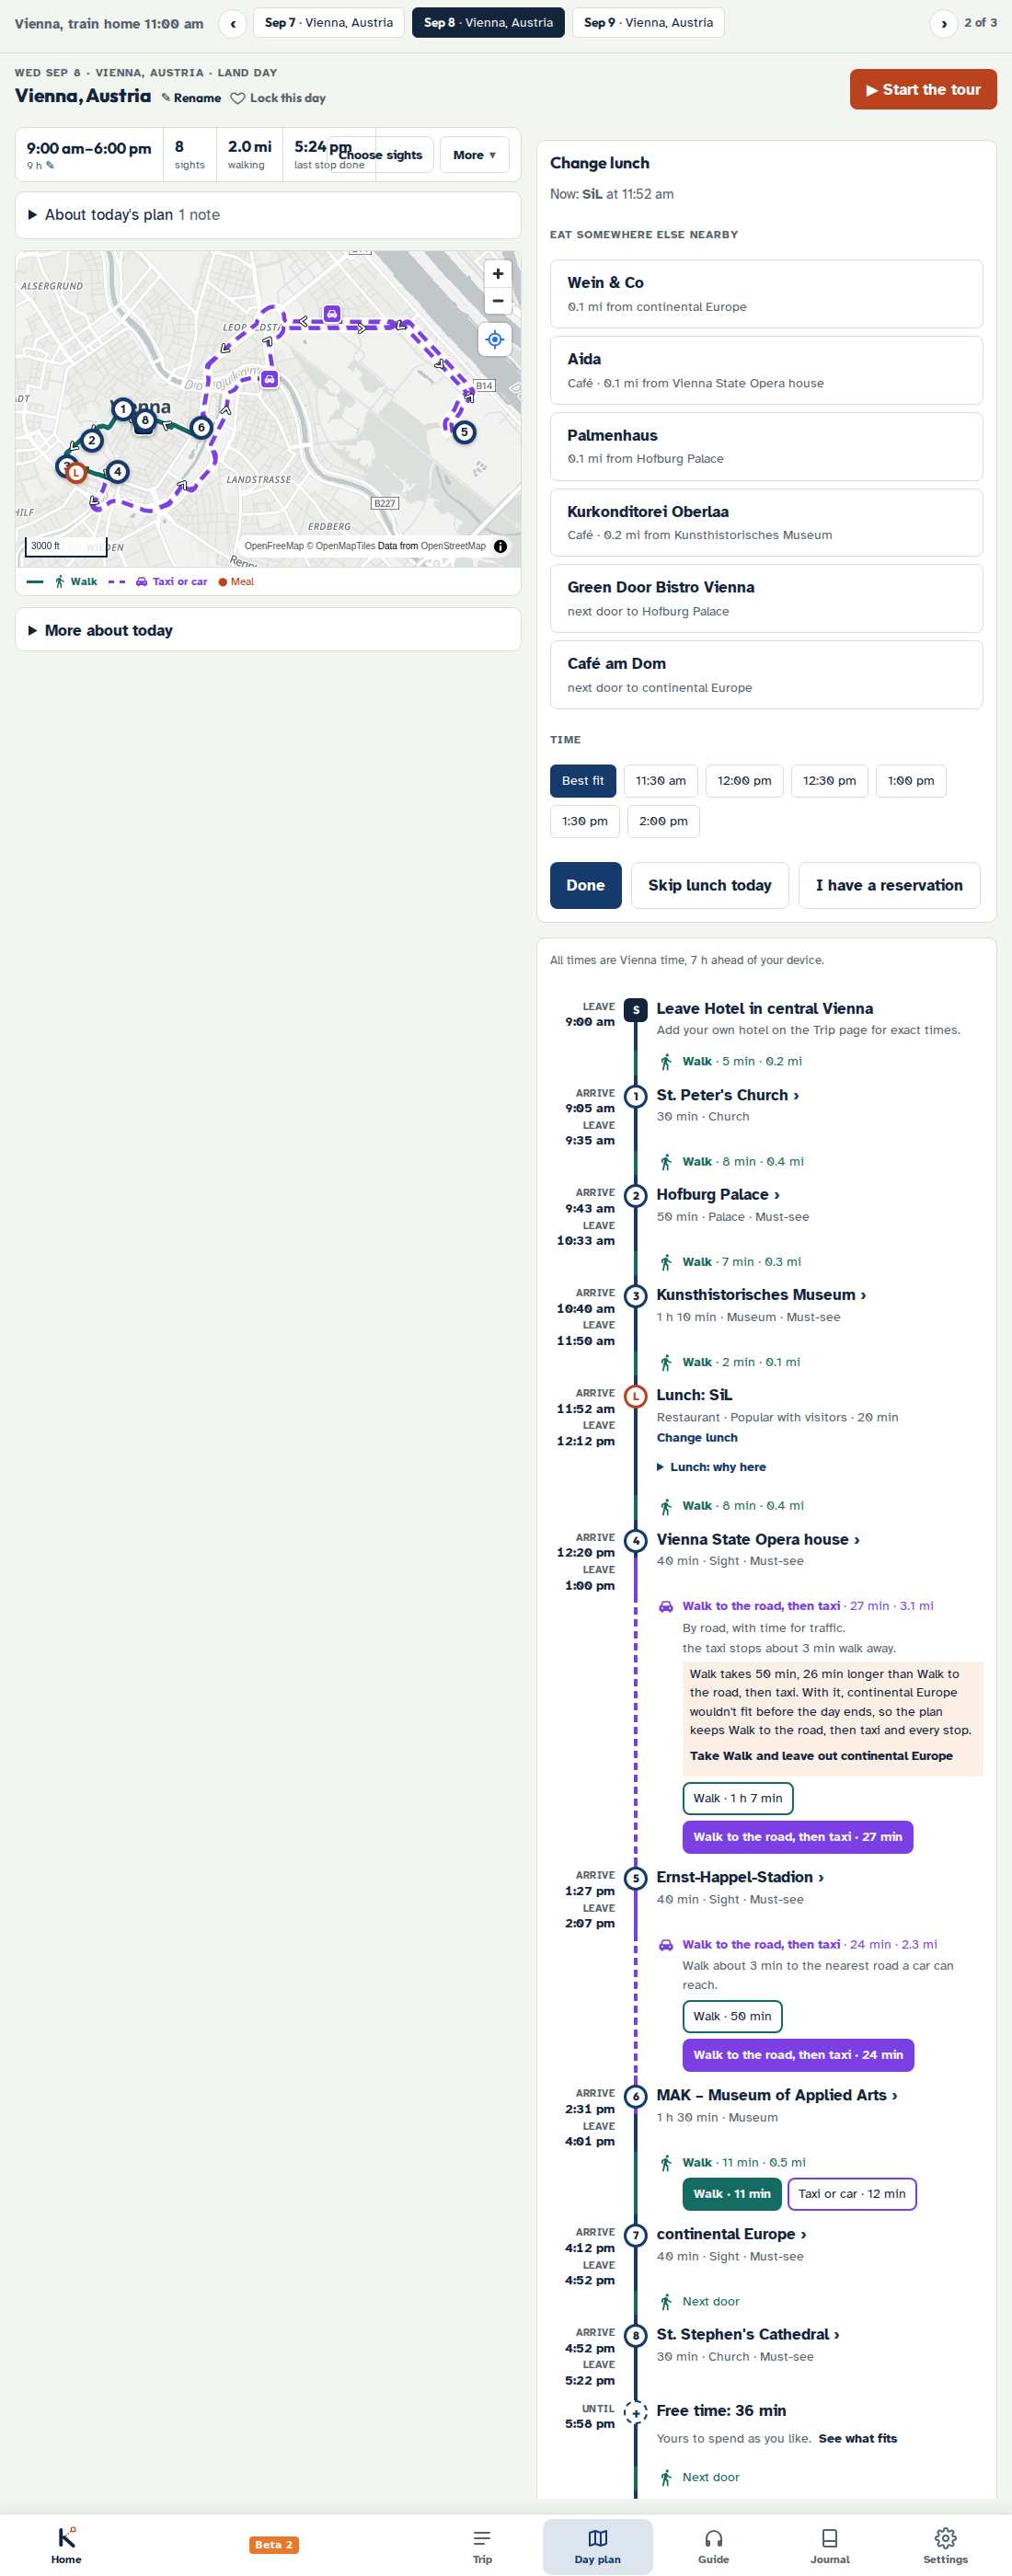 Vienna, train home 11:00 am
‹
Sep 7 · Vienna, Austria
Sep 8 · Vienna, Austria
Sep 9 · Vienna, Austria
›
2 of 3
WED SEP 8 · VIENNA, AUSTRIA · LAND DAY
Vienna, Austria
✎ Rename
Lock this day
▶ Start the tour
9:00 am–6:00 pm
9 h ✎
8
sights
2.0 mi
walking
5:24 pm
last stop done
Choose sights
More ▾
▶ About today's plan 1 note
ALSERGRUND
B14
LANDSTRASSE
B227
ERDBERG
1
8
2
6
5
L
4
+
−
3000 ft
OpenFreeMap © OpenMapTiles Data from OpenStreetMap
Walk
Taxi or car
Meal
▶ More about today
Change lunch
Now: SiL at 11:52 am
EAT SOMEWHERE ELSE NEARBY
Wein & Co
0.1 mi from continental Europe
Aida
Café · 0.1 mi from Vienna State Opera house
Palmenhaus
0.1 mi from Hofburg Palace
Kurkonditorei Oberlaa
Café · 0.2 mi from Kunsthistorisches Museum
Green Door Bistro Vienna
next door to Hofburg Palace
Café am Dom
next door to continental Europe
TIME
Best fit
11:30 am
12:00 pm
12:30 pm
1:00 pm
1:30 pm
2:00 pm
Done
Skip lunch today
I have a reservation
All times are Vienna time, 7 h ahead of your device.
LEAVE
9:00 am
S
Leave Hotel in central Vienna
Add your own hotel on the Trip page for exact times.
Walk · 5 min · 0.2 mi
ARRIVE
9:05 am
LEAVE
9:35 am
1
St. Peter's Church ›
30 min · Church
Walk · 8 min · 0.4 mi
ARRIVE
9:43 am
LEAVE
10:33 am
2
Hofburg Palace ›
50 min · Palace · Must-see
Walk · 7 min · 0.3 mi
ARRIVE
10:40 am
LEAVE
11:50 am
3
Kunsthistorisches Museum ›
1 h 10 min · Museum · Must-see
Walk · 2 min · 0.1 mi
ARRIVE
11:52 am
LEAVE
12:12 pm
L
Lunch: SiL
Restaurant · Popular with visitors · 20 min
Change lunch
▶ Lunch: why here
Walk · 8 min · 0.4 mi
ARRIVE
12:20 pm
LEAVE
1:00 pm
4
Vienna State Opera house ›
40 min · Sight · Must-see
Walk to the road, then taxi · 27 min · 3.1 mi
By road, with time for traffic.
the taxi stops about 3 min walk away.
Walk takes 50 min, 26 min longer than Walk to
the road, then taxi. With it, continental Europe
wouldn't fit before the day ends, so the plan
keeps Walk to the road, then taxi and every stop.
Take Walk and leave out continental Europe
Walk · 1 h 7 min
Walk to the road, then taxi · 27 min
ARRIVE
1:27 pm
LEAVE
2:07 pm
5
Ernst-Happel-Stadion ›
40 min · Sight · Must-see
Walk to the road, then taxi · 24 min · 2.3 mi
Walk about 3 min to the nearest road a car can
reach.
Walk · 50 min
Walk to the road, then taxi · 24 min
ARRIVE
2:31 pm
LEAVE
4:01 pm
6
MAK – Museum of Applied Arts ›
1 h 30 min · Museum
Walk · 11 min · 0.5 mi
Walk · 11 min
Taxi or car · 12 min
ARRIVE
4:12 pm
LEAVE
4:52 pm
7
continental Europe ›
40 min · Sight · Must-see
Next door
ARRIVE
4:52 pm
LEAVE
5:22 pm
8
St. Stephen's Cathedral ›
30 min · Church · Must-see
UNTIL
5:58 pm
+
Free time: 36 min
Yours to spend as you like. See what fits
Next door
Home
Beta 2
Trip
Day plan
Guide
Journal
Settings